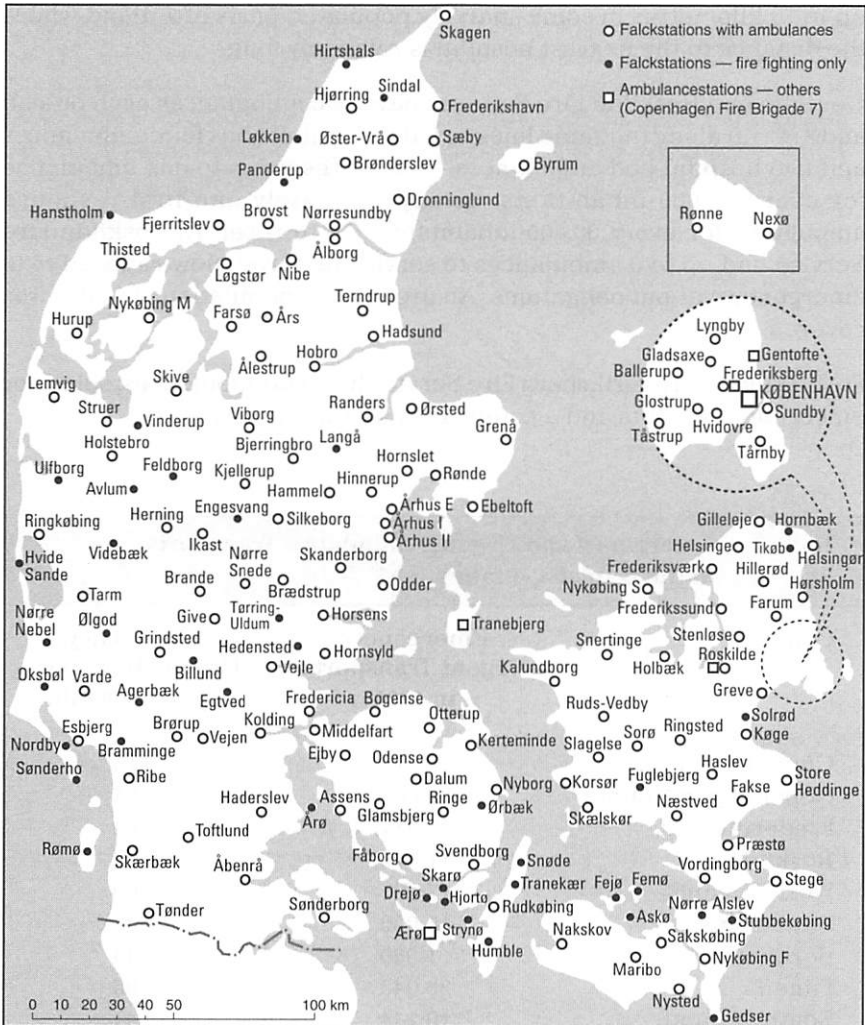 Skagen
Falckstations with ambulances
Falckstations — fire fighting only
Ambulancestations — others
(Copenhagen Fire Brigade 7)
Hirtshals
Sindal
Hjørring
Frederikshavn
Løkken
Øster-Vrå
Sæby
Brønderslev
Byrum
Panderup
Dronninglund
Hanstholm
Fjerritslev
Brovst
Nørresundby
Rønne
Nexø
Thisted
Løgstør
Nibe
Ålborg
Nykøbing M
Farsø
Års
Terndrup
Hurup
Hadsund
Lyngby
Ålestrup
Hobro
Gladsaxe
Gentofte
Ballerup
Frederiksberg
Lemvig
Skive
KØBENHAVN
Struer
Vinderup
Viborg
Randers
Ørsted
Glostrup
Sundby
Hvidovre
Tåstrup
Tårnby
Holstebro
Bjerringbro
Langå
Grenå
Ulfborg
Feldborg
Kjellerup
Hornslet
Rønde
Avlum
Hammel
Hinnerup
Engesvang
Århus E
Ebeltoft
Silkeborg
Århus I
Ringkøbing
Herning
Århus II
Gilleleje
Hornbæk
Ikast
Helsinge
Tikøb
Helsingør
Hvide
Sande
Videbæk
Nørre
Snede
Skanderborg
Frederiksværk
Hillerød
Brande
Brædstrup
Odder
Nykøbing S
Hørsholm
Tarm
Frederikssund
Farum
Nørre
Nebel
Ølgod
Give
Tørring-
Uldum
Horsens
Tranebjerg
Stenløse
Snertinge
Grindsted
Hedensted
Hornsyld
Holbæk
Roskilde
Oksbøl
Billund
Vejle
Kalundborg
Varde
Agerbæk
Egtved
Greve
Fredericia
Bogense
Ruds-Vedby
Solrød
Esbjerg
Brørup
Vejen
Kolding
Middelfart
Otterup
Sorø
Ringsted
Køge
Nordby
Bramminge
Ejby
Odense
Kerteminde
Slagelse
Sønderho
Ribe
Dalum
Nyborg
Korsør
Fuglebjerg
Haslev
Store
Heddinge
Haderslev
Assens
Ringe
Fakse
Årø
Glamsbjerg
Ørbæk
Skælskør
Næstved
Toftlund
Præstø
Rømø
Skærbæk
Fåborg
Svendborg
Snøde
Vordingborg
Åbenrå
Skarø
Tranekær
Fejø
Femø
Stege
Drejø
Hjortø
Nørre Alslev
Tønder
Sønderborg
Rudkøbing
Askø
Stubbekøbing
Ærø
Strynø
Nakskov
Sakskøbing
Humble
Maribo
Nykøbing F
Nysted
Gedser
0 10 20 30 40 50 100 km